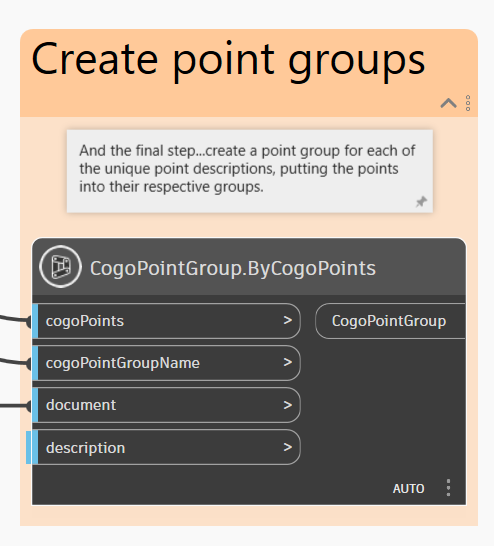 Create point groups
And the final step...create a point group for each of
the unique point descriptions, putting the points
into their respective groups.
CogoPointGroup.ByCogoPoints
cogoPoints >
CogoPointGroup
cogoPointGroupName >
document >
description >
AUTO